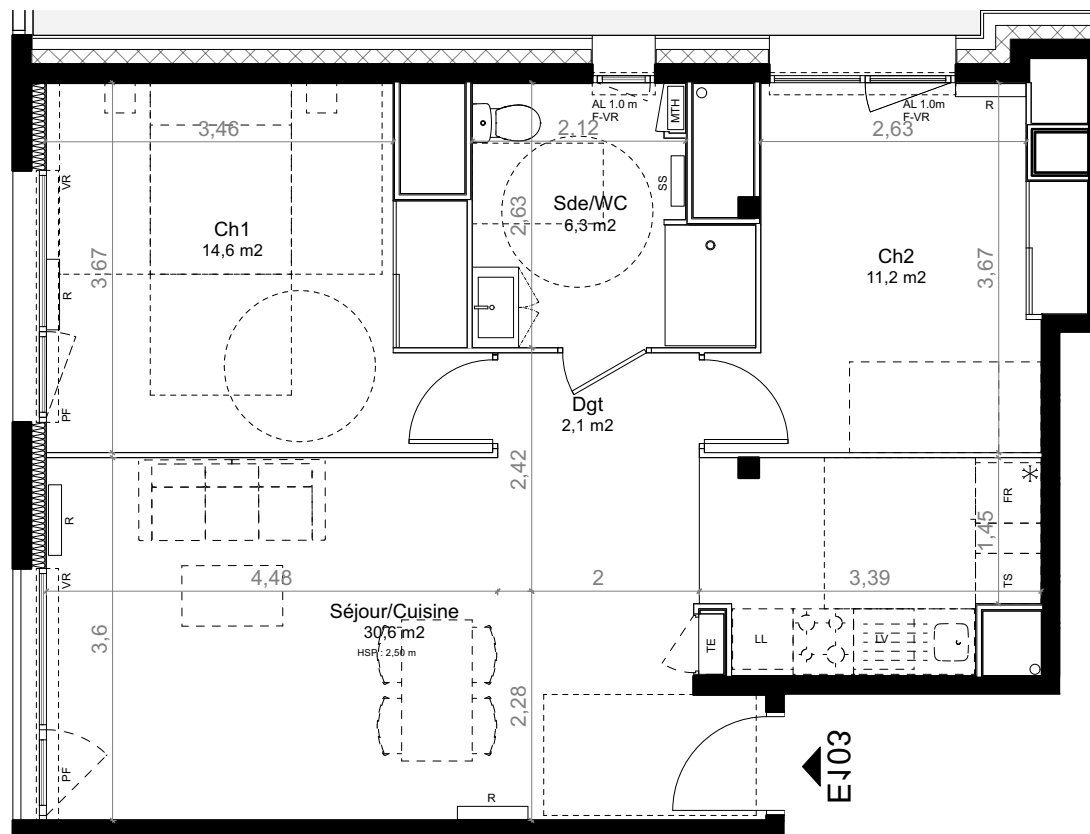 AL 1.0 m
F-VR
MTH
AL 1.0m
F-VR
R
3,46
2,12
2,63
VR
SS
Sde/WC
6,3 m2
2,63
Ch1
14,6 m2
3,67
R
Ch2
11,2 m2
3,67
PF
Dgt
2,1 m2
2,42
R
FR
1,45
VR
TS
4,48
2
3,39
Séjour/Cuisine
30,6 m2
HSP : 2,50 m
3,6
TE
LL
LV
2,28
PF
R
E103